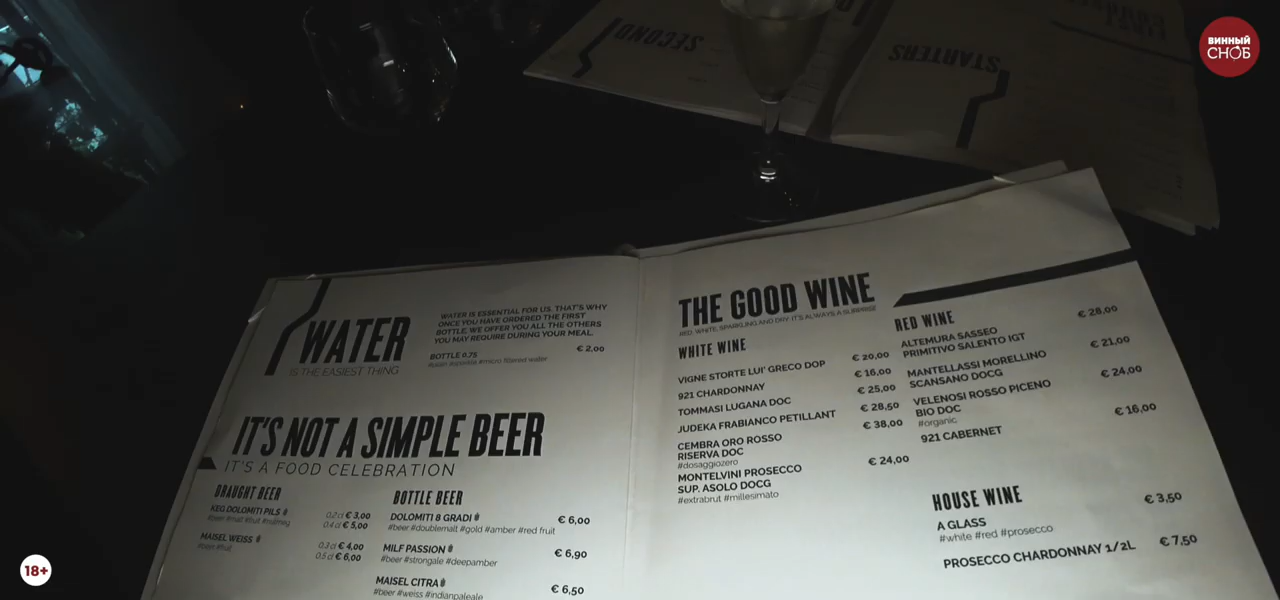 ВИННЫЙ
СНОБ
SECOND
STARTERS
WATER
IS THE EASIEST THING
WATER IS ESSENTIAL FOR US. THAT'S WHY
ONCE YOU HAVE ORDERED THE FIRST
BOTTLE, WE OFFER YOU ALL THE OTHERS
YOU MAY REQUIRE DURING YOUR MEAL.
BOTTLE 0.75 € 2,00
#micro filtered water
IT'S NOT A SIMPLE BEER
IT'S A FOOD CELEBRATION
DRAUGHT BEER
KEG DOLOMITI PILS 0.2 cl € 3,00
#beer #malt #fruit #nutmeg 0.4 cl € 5,00
MAISEL WEISS 0.3 cl € 4,00
#beer #fruit 0.5 cl € 6,00
BOTTLE BEER
DOLOMITI 8 GRADI € 6,00
#beer #doublemalt #gold #amber #red fruit
MILF PASSION € 6,90
#beer #strongale #deepamber
MAISEL CITRA € 6,50
#beer #weiss #indianpaleale
THE GOOD WINE
RED, WHITE, SPARKLING AND DRY. IT'S ALWAYS A SURPRISE
WHITE WINE
VIGNE STORTE LUI' GRECO DOP € 20,00
921 CHARDONNAY € 16,00
TOMMASI LUGANA DOC € 25,00
JUDEKA FRABIANCO PETILLANT € 28,50
CEMBRA ORO ROSSO € 38,00
RISERVA DOC
#dosaggiozero
MONTELVINI PROSECCO € 24,00
SUP. ASOLO DOCG
#extrabrut #millesimato
RED WINE
ALTEMURA SASSEO € 28,00
PRIMITIVO SALENTO IGT
MANTELLASSI MORELLINO € 21,00
SCANSANO DOCG
VELENOSI ROSSO PICENO € 24,00
BIO DOC
#organic
921 CABERNET € 16,00
HOUSE WINE
A GLASS € 3,50
#white #red #prosecco
PROSECCO CHARDONNAY 1/2L € 7,50
18+